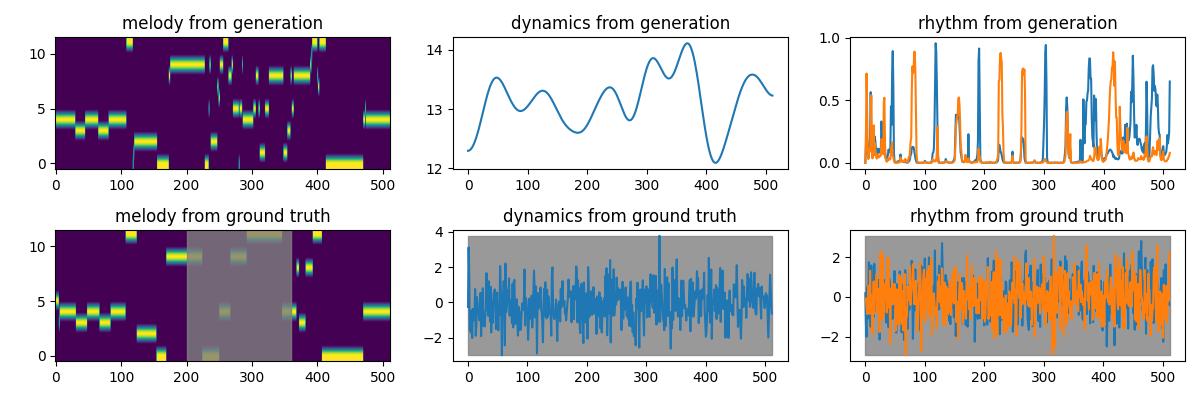 melody from generation
10
5
0
0 100 200 300 400 500
dynamics from generation
14
13
12
0 100 200 300 400 500
rhythm from generation
1.0
0.5
0.0
0 100 200 300 400 500
melody from ground truth
10
5
0
0 100 200 300 400 500
dynamics from ground truth
4
2
0
−2
0 100 200 300 400 500
rhythm from ground truth
2
0
−2
0 100 200 300 400 500